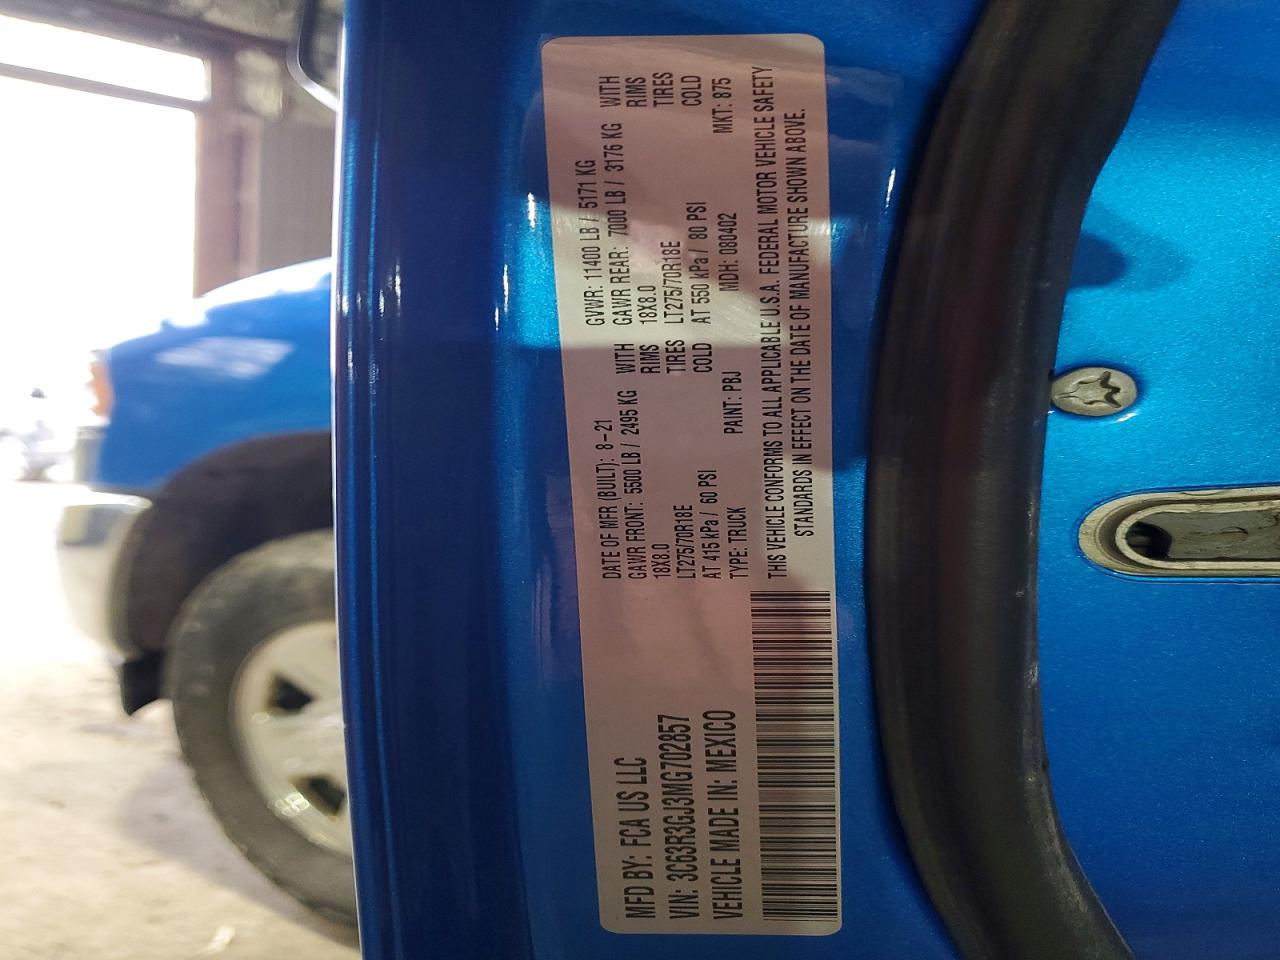 MFD BY: FCA US LLC
VIN: 3C63R3GJ3MG702857
VEHICLE MADE IN: MEXICO
DATE OF MFR (BUILT): 8-21 GVWR: 11400 LB / 5171 KG
GAWR FRONT: 5500 LB / 2495 KG WITH GAWR REAR: 7000 LB / 3176 KG WITH
18X8.0 RIMS 18X8.0 RIMS
LT275/70R18E TIRES LT275/70R18E TIRES
AT 415 kPa / 60 PSI COLD AT 550 kPa / 80 PSI COLD
TYPE: TRUCK PAINT: PBJ MDH: 080402 MKT: 875
THIS VEHICLE CONFORMS TO ALL APPLICABLE U.S.A. FEDERAL MOTOR VEHICLE SAFETY
STANDARDS IN EFFECT ON THE DATE OF MANUFACTURE SHOWN ABOVE.